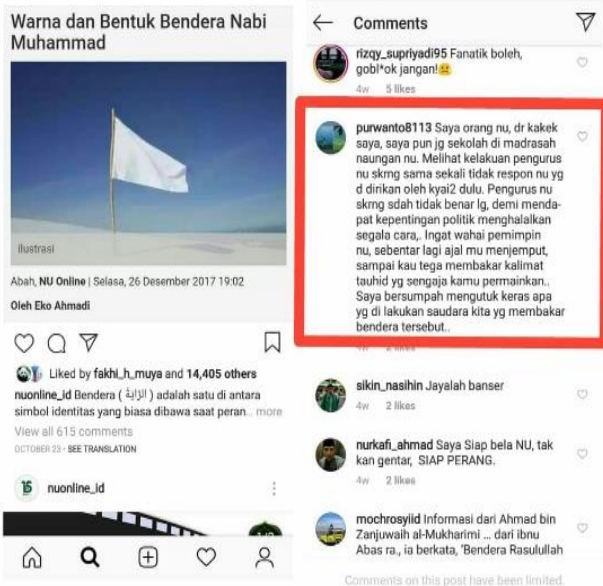 Warna dan Bentuk Bendera Nabi
Muhammad
ilustrasi
Abah, NU Online | Selasa, 26 Desember 2017 19:02
Oleh Eko Ahmadi
Liked by fakhi_h_muya and 14,405 others
nuonline_id Bendera ( الرَّايَةُ ) adalah satu di antara
simbol identitas yang biasa dibawa saat peran... more
View all 615 comments
OCTOBER 23 • SEE TRANSLATION
nuonline_id
Comments
rizqy_supriyadi95 Fanatik boleh,
gobl*ok jangan!😕
4w 5 likes
purwanto8113 Saya orang nu, dr kakek
saya, saya pun jg sekolah di madrasah
naungan nu. Melihat kelakuan pengurus
nu skrng sama sekali tidak respon nu yg
d dirikan oleh kyai2 dulu. Pengurus nu
skrng sdah tidak benar lg, demi menda-
pat kepentingan politik menghalalkan
segala cara,. Ingat wahai pemimpin
nu, sebentar lagi ajal mu menjemput,
sampai kau tega membakar kalimat
tauhid yg sengaja kamu permainkan..
Saya bersumpah mengutuk keras apa
yg di lakukan saudara kita yg membakar
bendera tersebut..
sikin_nasihin Jayalah banser
4w 2 likes
nurkafi_ahmad Saya Siap bela NU, tak
kan gentar, SIAP PERANG.
4w 2 likes
mochrosyiid Informasi dari Ahmad bin
Zanjuwaih al-Mukharimi ... dari ibnu
Abas ra., ia berkata, 'Bendera Rasulullah
Comments on this post have been limited.